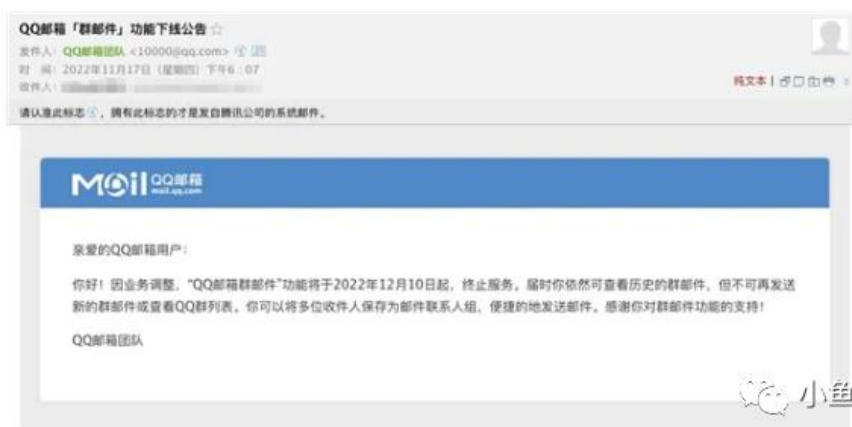 QQ邮箱「群邮件」功能下线公告
发件人：QQ邮箱团队 <10000@qq.com>
时 间：2022年11月17日（星期四）下午6：07
纯文本 |
收件人：
请认准此标志，拥有此标志的才是发自腾讯公司的系统邮件。
Mail QQ邮箱
mail.qq.com
亲爱的QQ邮箱用户：
你好！因业务调整，“QQ邮箱群邮件”功能将于2022年12月10日起，终止服务。届时你依然可查看历史的群邮件，但不可再发送
新的群邮件或查看QQ群列表。你可以将多位收件人保存为邮件联系人组，便捷的地发送邮件。感谢你对群邮件功能的支持！
QQ邮箱团队
小鱼